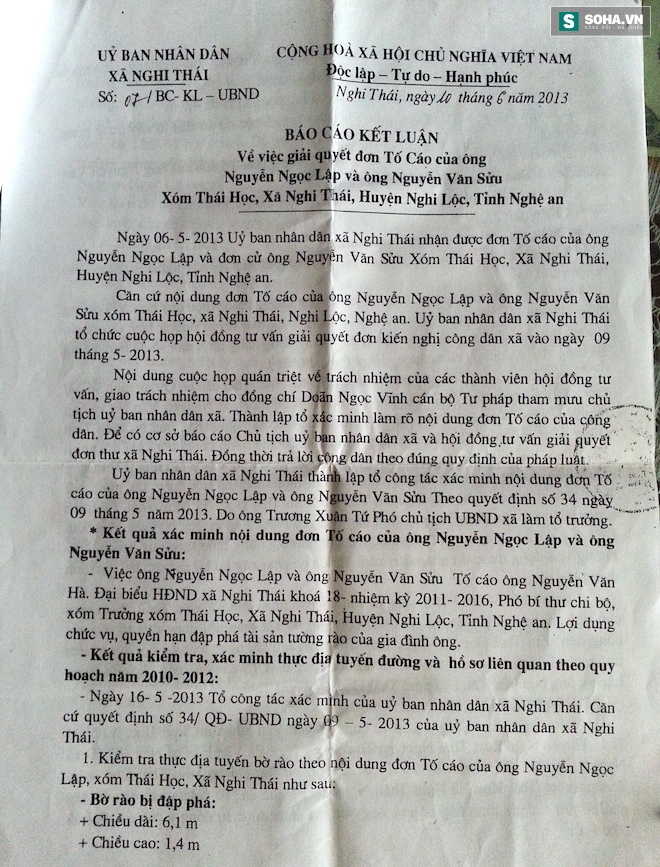 SOHA.VN
UỶ BAN NHÂN DÂN
XÃ NGHI THÁI
Số: 07/BC- KL – UBND
CỘNG HOÀ XÃ HỘI CHỦ NGHĨA VIỆT NAM
Độc lập – Tự do – Hạnh phúc
Nghi Thái, ngày 10 tháng 6 năm 2013
BÁO CÁO KẾT LUẬN
Về việc giải quyết đơn Tố Cáo của ông
Nguyễn Ngọc Lập và ông Nguyễn Văn Sửu
Xóm Thái Học, Xã Nghi Thái, Huyện Nghi Lộc, Tỉnh Nghệ an
Ngày 06- 5- 2013 Uỷ ban nhân dân xã Nghi Thái nhận được đơn Tố cáo của ông
Nguyễn Ngọc Lập và đơn cử ông Nguyễn Văn Sửu Xóm Thái Học, Xã Nghi Thái,
Huyện Nghi Lộc, Tỉnh Nghệ an.
Căn cứ nội dung đơn Tố cáo của ông Nguyễn Ngọc Lập và ông Nguyễn Văn
Sửu xóm Thái Học, xã Nghi Thái, Nghi Lộc, Nghệ an. Uỷ ban nhân dân xã Nghi Thái
tổ chức cuộc họp hội đồng tư vấn giải quyết đơn kiến nghị công dân xã vào ngày 09
tháng 5- 2013.
Nội dung cuộc họp quán triệt về trách nhiệm của các thành viên hội đồng tư
vấn, giao trách nhiệm cho đồng chí Doãn Ngọc Vĩnh cán bộ Tư pháp tham mưu chủ
tịch uỷ ban nhân dân xã. Thành lập tổ xác minh làm rõ nội dung đơn Tố cáo của công
dân. Để có cơ sở báo cáo Chủ tịch uỷ ban nhân dân xã và hội đồng tư vấn giải quyết
đơn thư xã Nghi Thái. Đồng thời trả lời công dân theo đúng quy định của pháp luật.
Uỷ ban nhân dân xã Nghi Thái thành lập tổ công tác xác minh nội dung đơn Tố
cáo của ông Nguyễn Ngọc Lập và ông Nguyễn Văn Sửu Theo quyết định số 34 ngày
09 tháng 5 năm 2013. Do ông Trương Xuân Tứ Phó chủ tịch UBND xã làm tổ trưởng.
* Kết quả xác minh nội dung đơn Tố cáo của ông Nguyễn Ngọc Lập và ông
Nguyễn Văn Sửu:
- Việc ông Nguyễn Ngọc Lập và ông Nguyễn Văn Sửu Tố cáo ông Nguyễn Văn
Hà. Đại biểu HĐND xã Nghi Thái khoá 18- nhiệm kỳ 2011- 2016, Phó bí thư chi bộ,
xóm Trưởng xóm Thái Học, Xã Nghi Thái, Huyện Nghi Lộc, Tỉnh Nghệ an. Lợi dụng
chức vụ, quyền hạn đập phá tài sản tường rào của gia đình ông.
- Kết quả kiểm tra, xác minh thực địa tuyến đường và hồ sơ liên quan theo quy
hoạch năm 2010- 2012:
- Ngày 16- 5 -2013 Tổ công tác xác minh của uỷ ban nhân dân xã Nghi Thái. Căn
cứ quyết định số 34/ QĐ- UBND ngày 09 – 5- 2013 của uỷ ban nhân dân xã Nghi
Thái.
1. Kiểm tra thực địa tuyến bờ rào theo nội dung đơn Tố cáo của ông Nguyễn Ngọc
Lập, xóm Thái Học, Xã Nghi Thái như sau:
- Bờ rào bị đập phá:
+ Chiều dài: 6,1 m
+ Chiều cao: 1,4 m